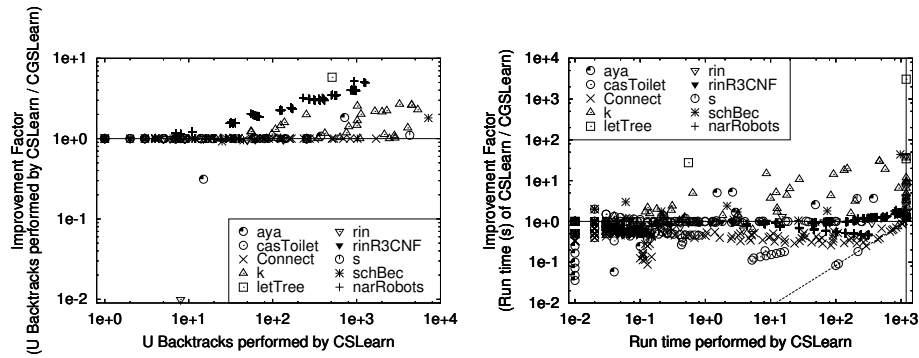 Improvement Factor
(U Backtracks performed by CSLearn / CGSLearn)
1e+2
1e+1
1e+0
1e-1
1e-2
1e+0 1e+1 1e+2 1e+3 1e+4
U Backtracks performed by CSLearn
aya rin
casToilet rinR3CNF
Connect s
k schBec
letTree narRobots
Improvement Factor
(Run time (s) of CSLearn / CGSLearn)
1e+4
1e+3
1e+2
1e+1
1e+0
1e-1
1e-2
1e-2 1e-1 1e+0 1e+1 1e+2 1e+3
Run time performed by CSLearn
aya rin
casToilet rinR3CNF
Connect s
k schBec
letTree narRobots